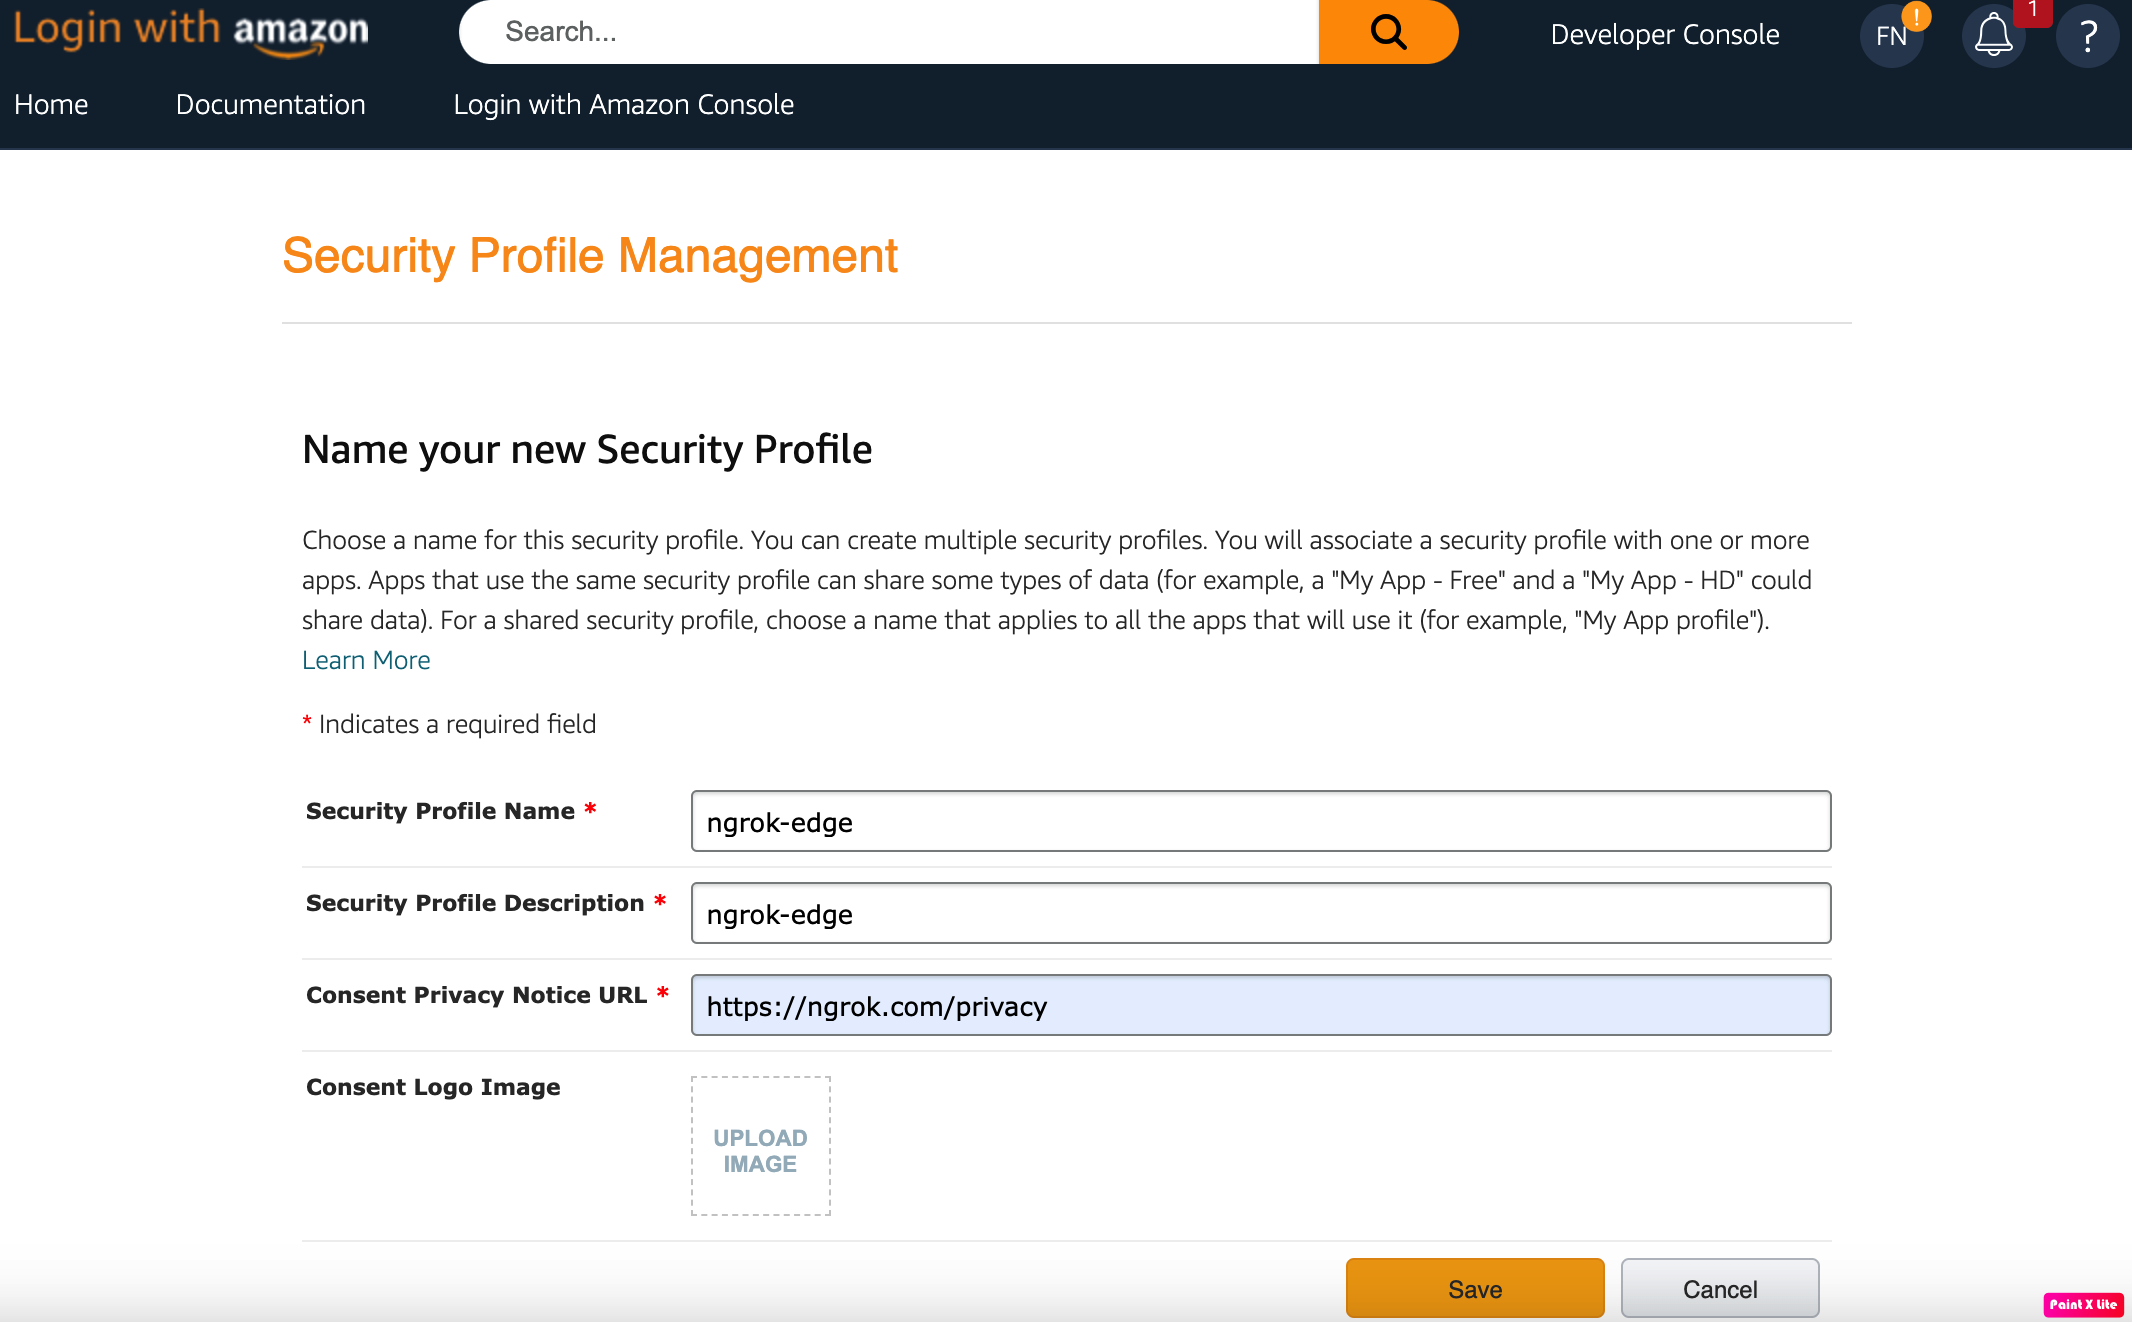 Login with amazon
Search...
Developer Console
FN
!
1
?
Home
Documentation
Login with Amazon Console
Security Profile Management
Name your new Security Profile
Choose a name for this security profile. You can create multiple security profiles. You will associate a security profile with one or more
apps. Apps that use the same security profile can share some types of data (for example, a "My App - Free" and a "My App - HD" could
share data). For a shared security profile, choose a name that applies to all the apps that will use it (for example, "My App profile").
Learn More
* Indicates a required field
Security Profile Name *
ngrok-edge
Security Profile Description *
ngrok-edge
Consent Privacy Notice URL *
https://ngrok.com/privacy
Consent Logo Image
UPLOAD
IMAGE
Save
Cancel
Paint X lite